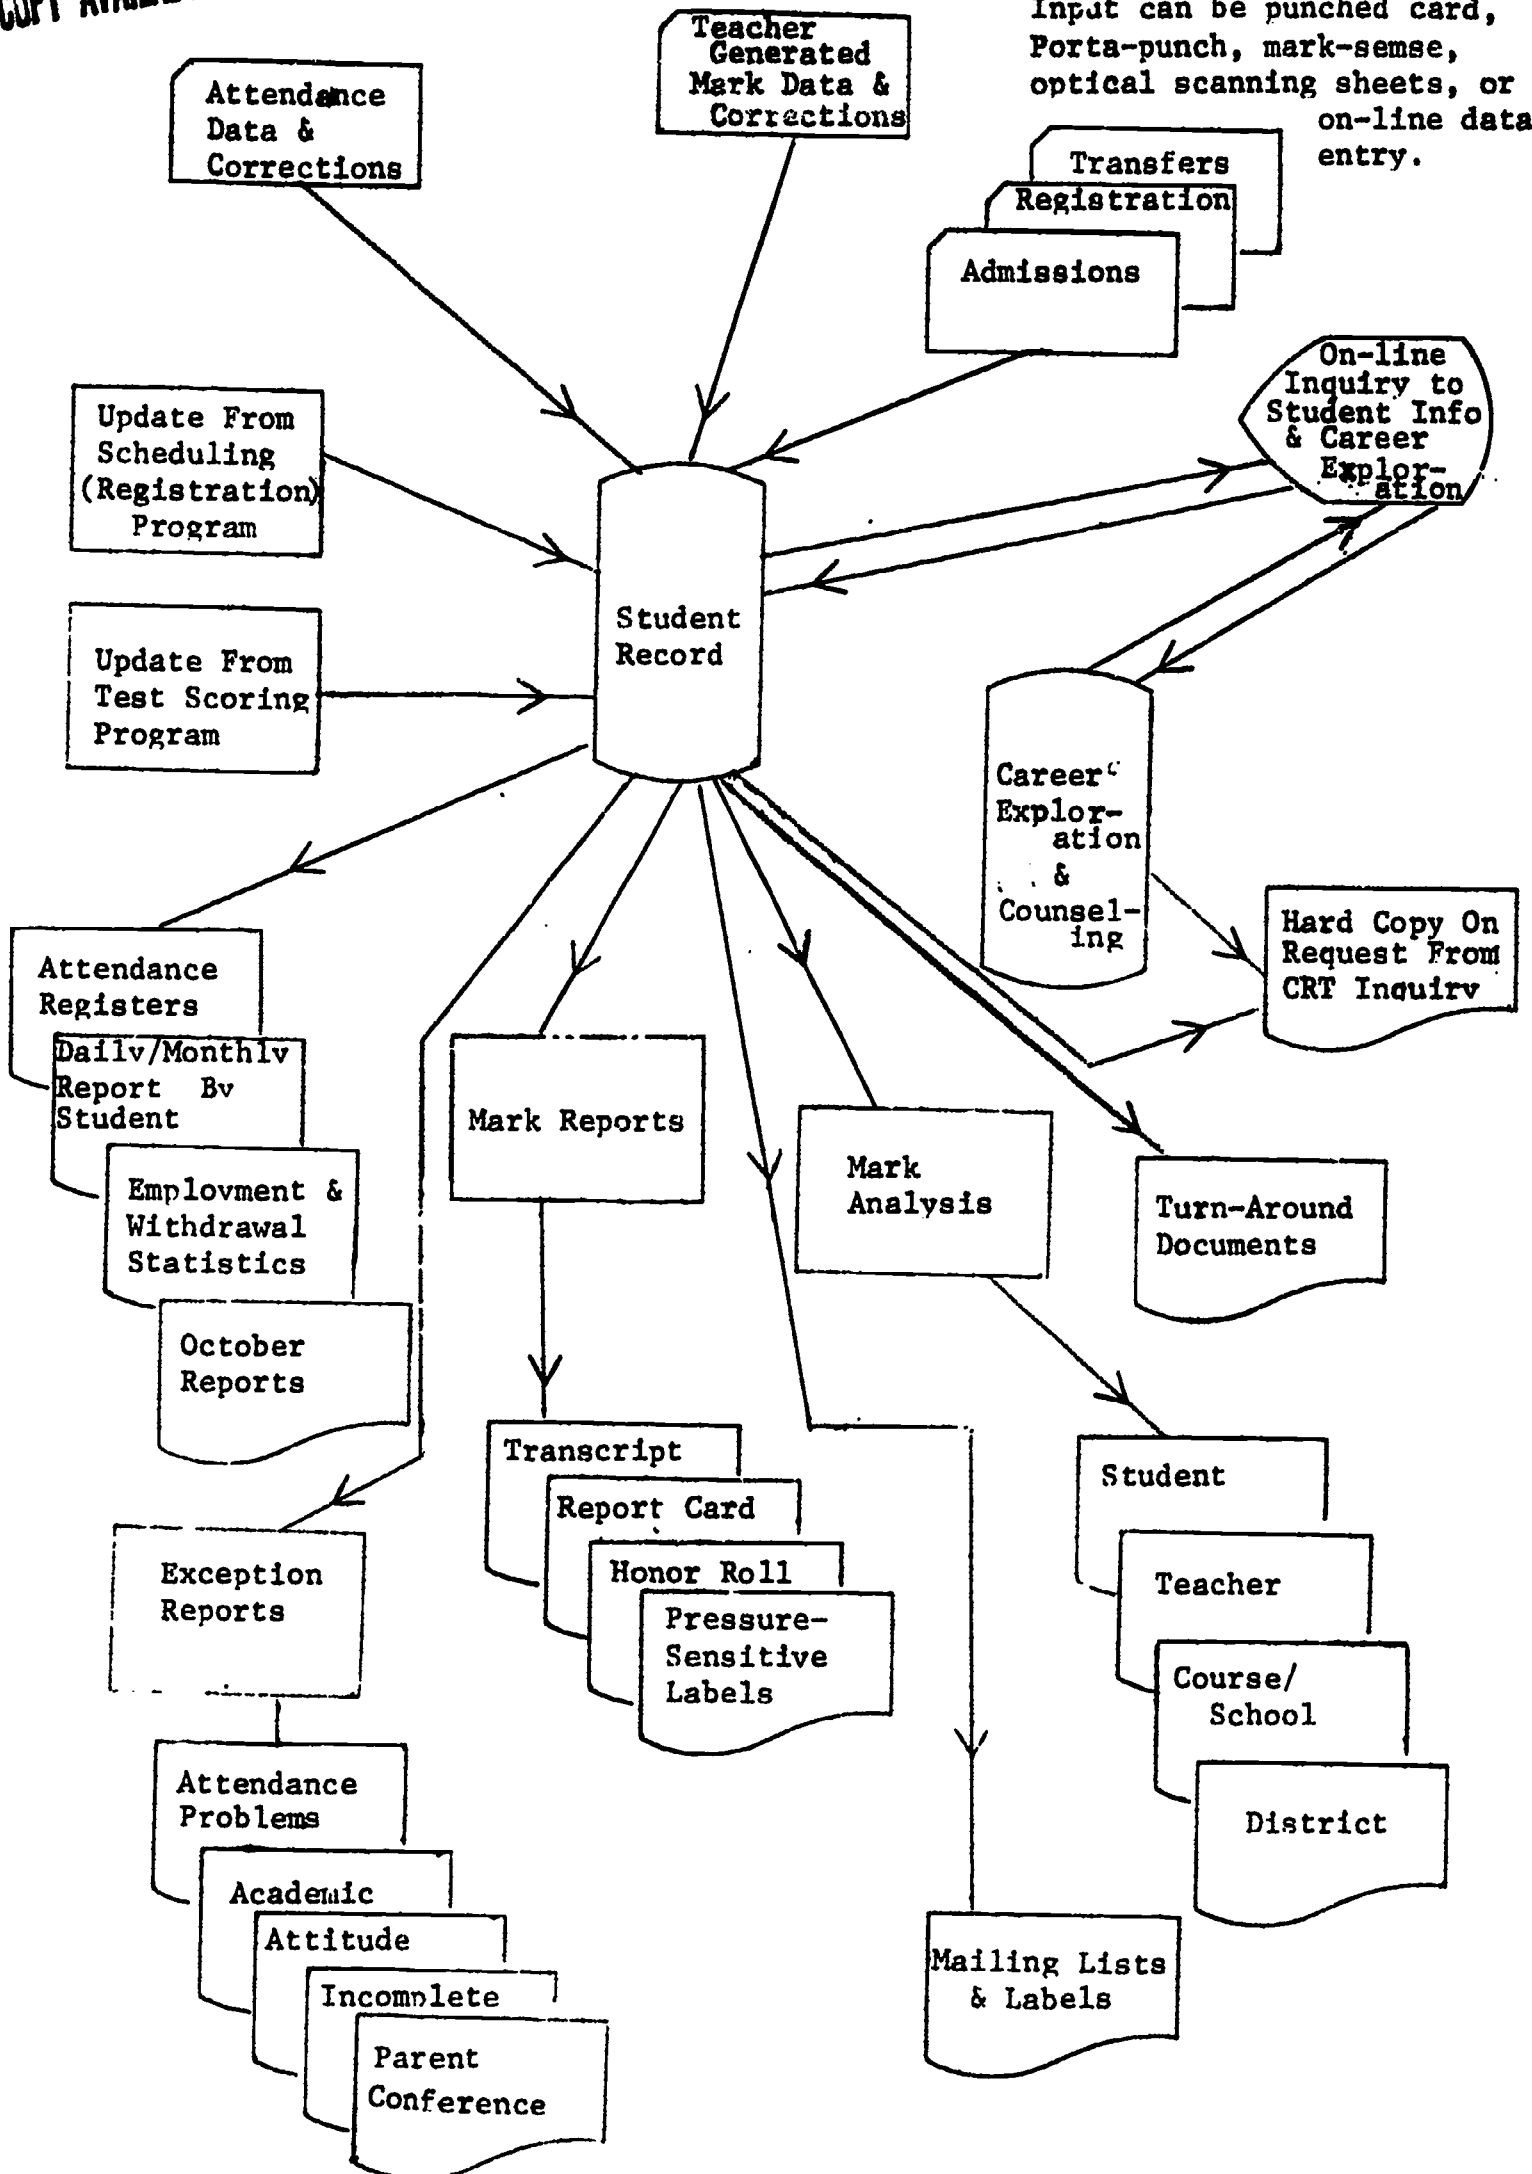 COPY
Input can be punched card,
Porta-punch, mark-semse,
optical scanning sheets, or
on-line data
entry.
Teacher
Generated
Mark Data &
Corrections
Attendance
Data &
Corrections
Transfers
Registration
Admissions
On-line
Inquiry to
Student Info
& Career
Explor-
ation
Update From
Scheduling
(Registration)
Program
Student
Record
Update From
Test Scoring
Program
Career
Explor-
ation
&
Counsel-
ing
Hard Copy On
Request From
CRT Inquiry
Attendance
Registers
Daily/Monthly
Report By
Student
Employment &
Withdrawal
Statistics
October
Reports
Mark Reports
Mark
Analysis
Turn-Around
Documents
Transcript
Report Card
Honor Roll
Pressure-
Sensitive
Labels
Student
Teacher
Course/
School
District
Exception
Reports
Attendance
Problems
Academic
Attitude
Incomplete
Parent
Conference
Mailing Lists
& Labels